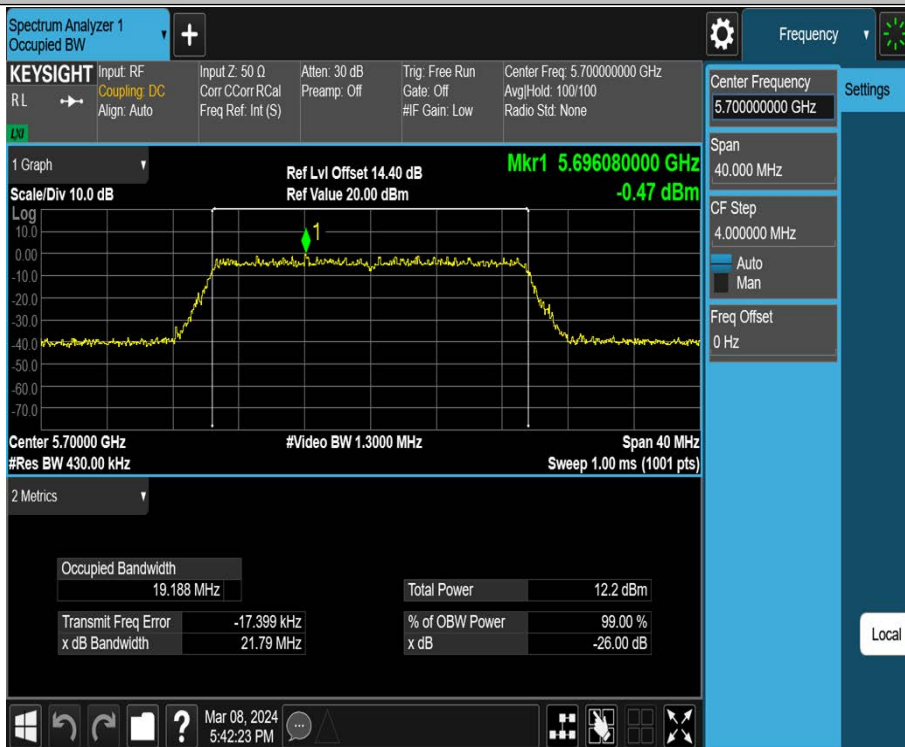 Spectrum Analyzer 1
Occupied BW
+
Frequency
KEYSIGHT
RL
LXI
Input: RF
Coupling: DC
Align: Auto
Input Z: 50 Ω
Corr CCorr RCal
Freq Ref: Int (S)
Atten: 30 dB
Preamp: Off
Trig: Free Run
Gate: Off
#IF Gain: Low
Center Freq: 5.700000000 GHz
Avg|Hold: 100/100
Radio Std: None
Center Frequency
5.700000000 GHz
Settings
Span
40.000 MHz
CF Step
4.000000 MHz
Auto
Man
Freq Offset
0 Hz
Local
1 Graph
Scale/Div 10.0 dB
Ref Lvl Offset 14.40 dB
Ref Value 20.00 dBm
Mkr1 5.696080000 GHz
-0.47 dBm
Log
10.0
0.00
-10.0
-20.0
-30.0
-40.0
-50.0
-60.0
-70.0
1
Center 5.70000 GHz
#Video BW 1.3000 MHz
Span 40 MHz
#Res BW 430.00 kHz
Sweep 1.00 ms (1001 pts)
2 Metrics
Occupied Bandwidth
19.188 MHz
Total Power 12.2 dBm
Transmit Freq Error -17.399 kHz
% of OBW Power 99.00 %
x dB Bandwidth 21.79 MHz
x dB -26.00 dB
?
Mar 08, 2024
5:42:23 PM